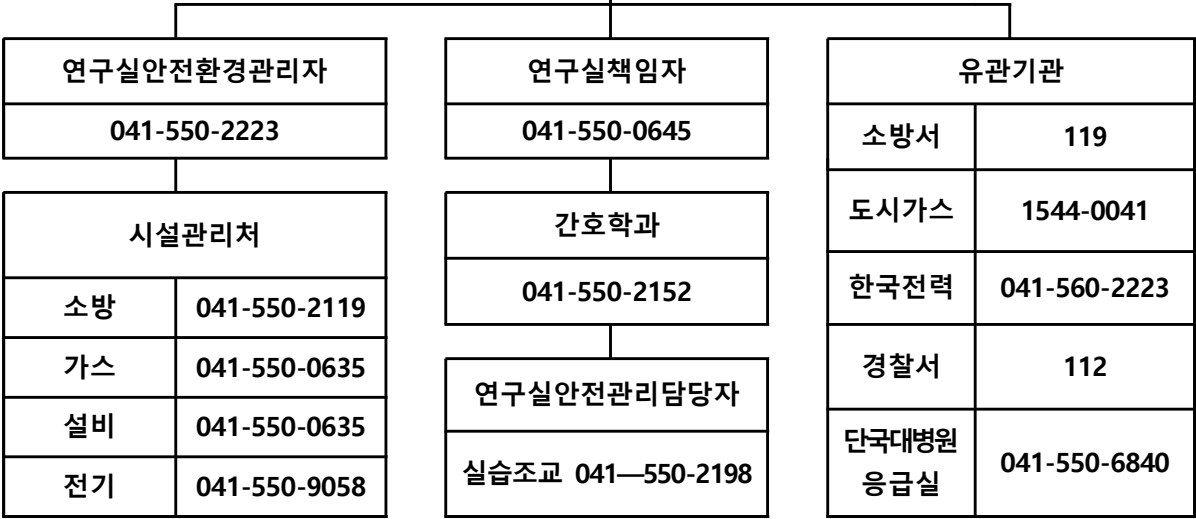 연구실안전환경관리자
041-550-2223
시설관리처
소방 041-550-2119
가스 041-550-0635
설비 041-550-0635
전기 041-550-9058
연구실책임자
041-550-0645
간호학과
041-550-2152
연구실안전관리담당자
실습조교 041—550-2198
유관기관
소방서 119
도시가스 1544-0041
한국전력 041-560-2223
경찰서 112
단국대병원
응급실 041-550-6840